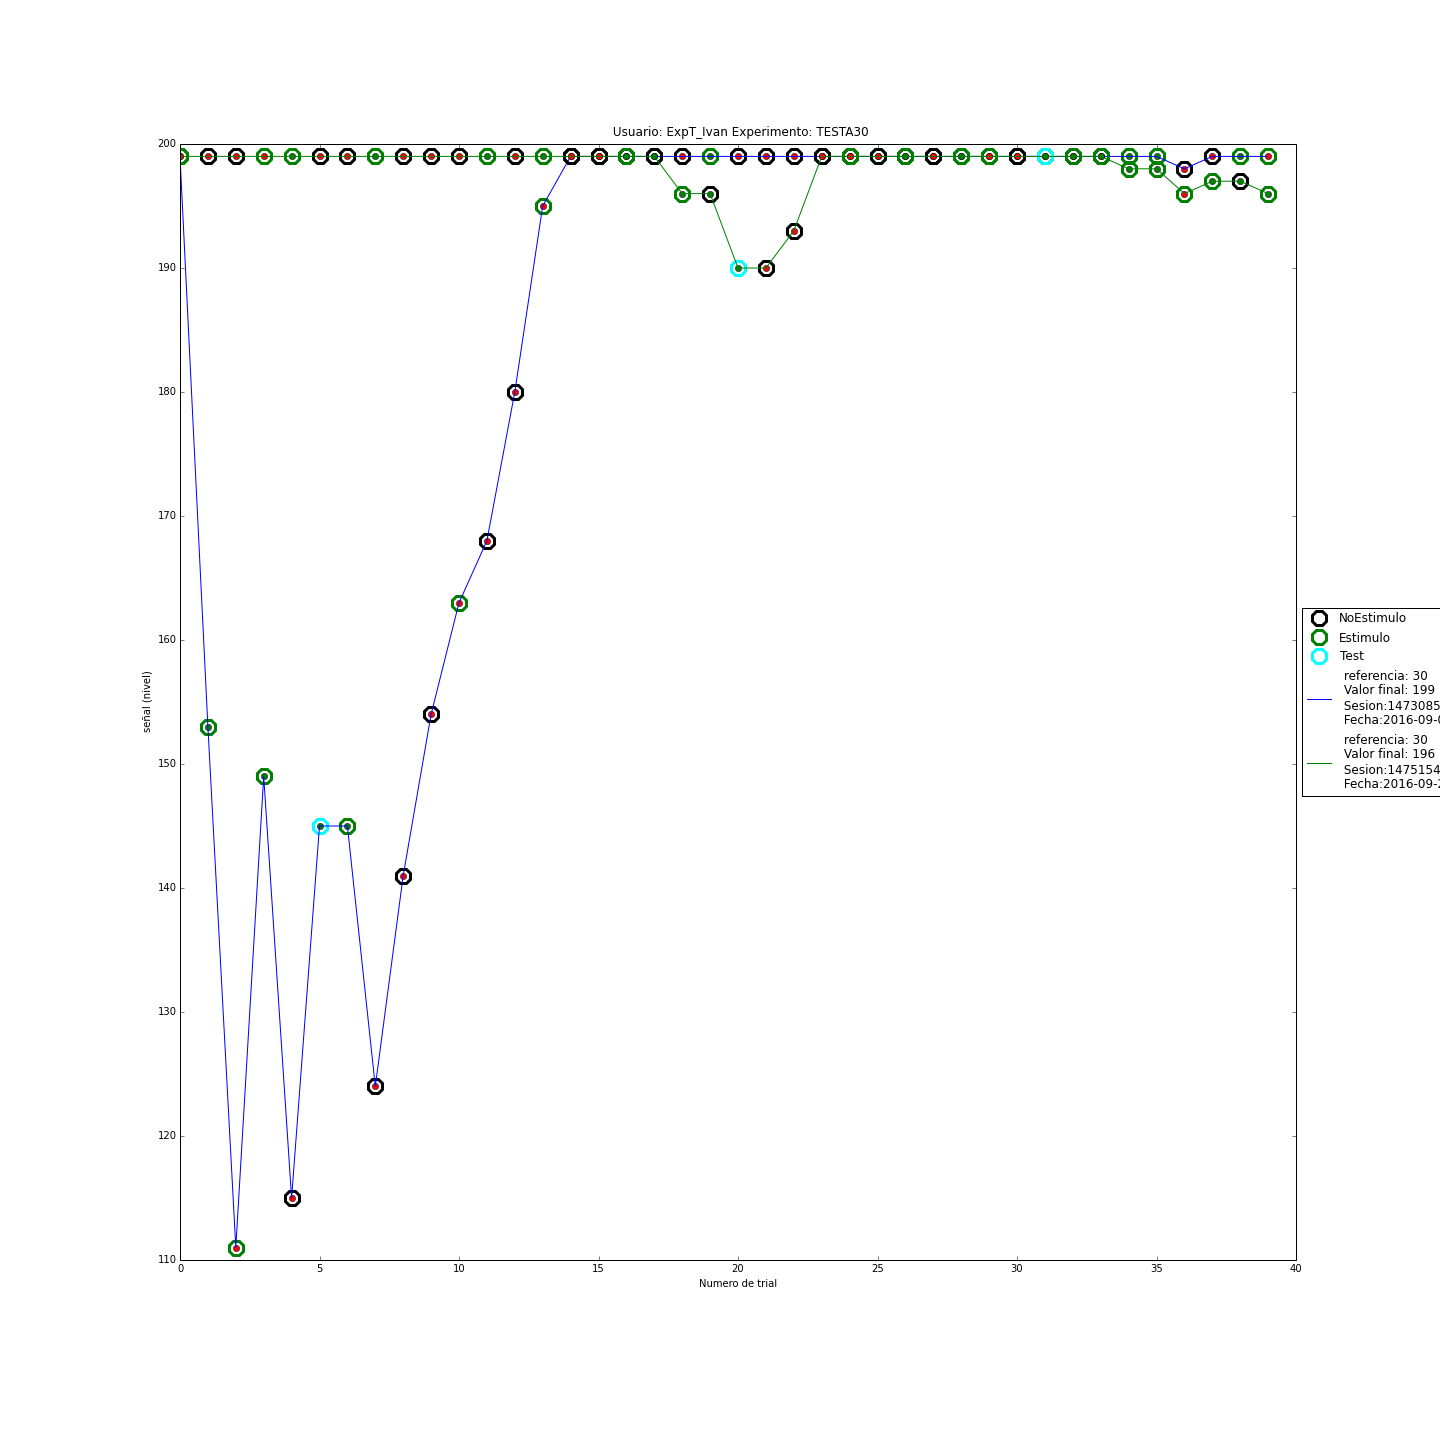 Usuario: ExpT_Ivan Experimento: TESTA30
200
190
180
170
160
150
140
130
120
110
señal (nivel)
0 5 10 15 20 25 30 35 40
Numero de trial
NoEstimulo
Estimulo
Test
referencia: 30
Valor final: 199
Sesion:1473085
Fecha:2016-09-0
referencia: 30
Valor final: 196
Sesion:1475154
Fecha:2016-09-2